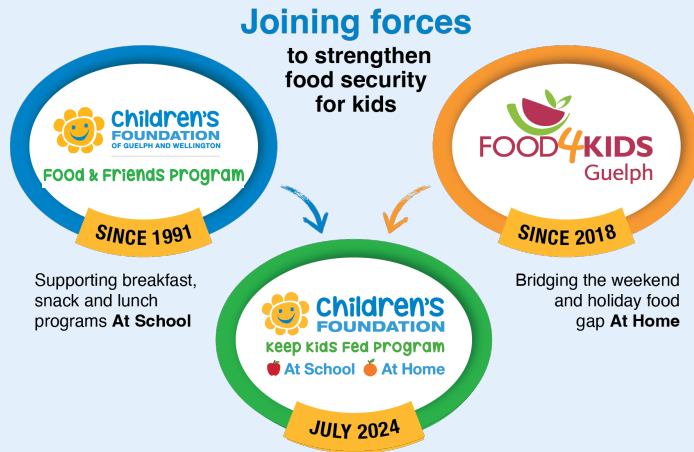 Joining forces
to strengthen
food security
for kids
children's
FOUNDATION
OF GUELPH AND WELLINGTON
Food & Friends Program
SINCE 1991
Supporting breakfast,
snack and lunch
programs At School
FOOD4KIDS
Guelph
SINCE 2018
Bridging the weekend
and holiday food
gap At Home
children's
FOUNDATION
Keep Kids Fed Program
At School At Home
JULY 2024